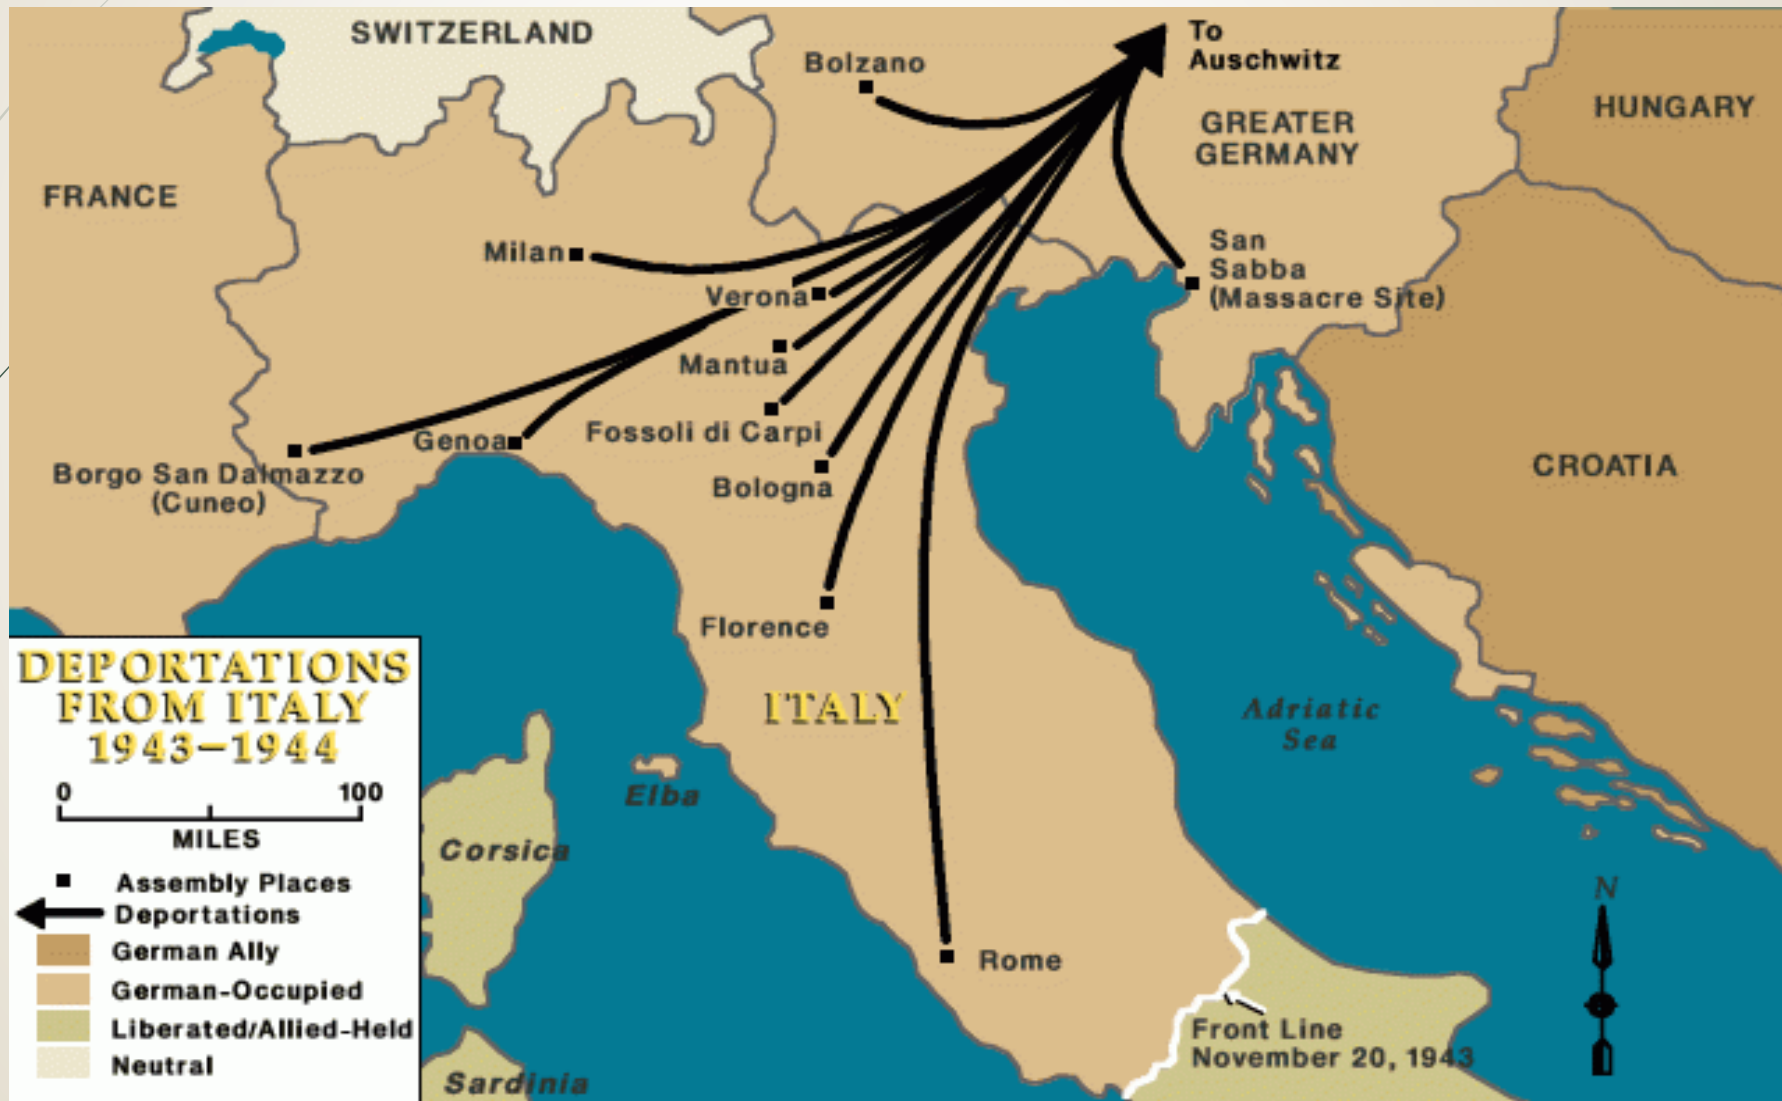 SWITZERLAND
To
Auschwitz
Bolzano
HUNGARY
GREATER
GERMANY
FRANCE
Milan
San
Sabba
(Massacre Site)
Verona
Mantua
Fossoli di Carpi
Genoa
Borgo San Dalmazzo
(Cuneo)
Bologna
CROATIA
Florence
ITALY
Adriatic
Sea
Elba
Corsica
Rome
Front Line
November 20, 1943
Sardinia
N
DEPORTATIONS
FROM ITALY
1943–1944
0 100
MILES
Assembly Places
Deportations
German Ally
German-Occupied
Liberated/Allied-Held
Neutral